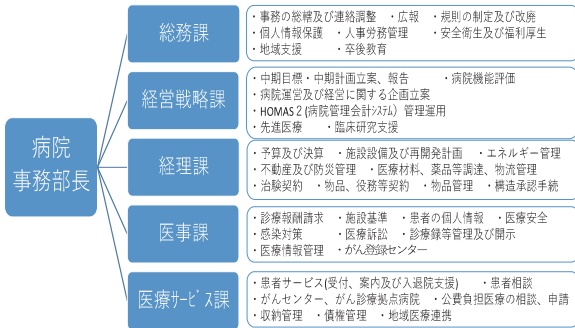 病院
事務部長
総務課
・事務の総轄及び連絡調整　・広報　・規則の制定及び改廃
・個人情報保護　・人事労務管理　・安全衛生及び福利厚生
・地域支援　・卒後教育
経営戦略課
・中期目標・中期計画立案、報告　・病院機能評価
・病院運営及び経営に関する企画立案
・HOMAS２(病院管理会計ｼｽﾃﾑ）管理運用
・先進医療　・臨床研究支援
経理課
・予算及び決算　・施設設備及び再開発計画　・エネルギー管理
・不動産及び防災管理　・医療材料、薬品等調達、物流管理
・治験契約　・物品、役務等契約　・物品管理　・構造承認手続
医事課
・診療報酬請求　・施設基準　・患者の個人情報　・医療安全
・感染対策　・医療訴訟　・診療録等管理及び開示
・医療情報管理　・がん登録センター
医療ｻｰﾋﾞｽ課
・患者サービス(受付、案内及び入退院支援)　・患者相談
・がんセンター、がん診療拠点病院　・公費負担医療の相談、申請
・収納管理　・債権管理　・地域医療連携